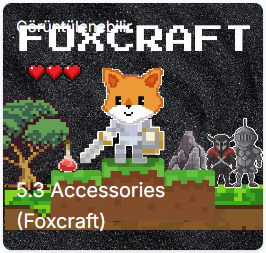 Görüntülenebilir
FOXCRAFT
5.3 Accessories
(Foxcraft)